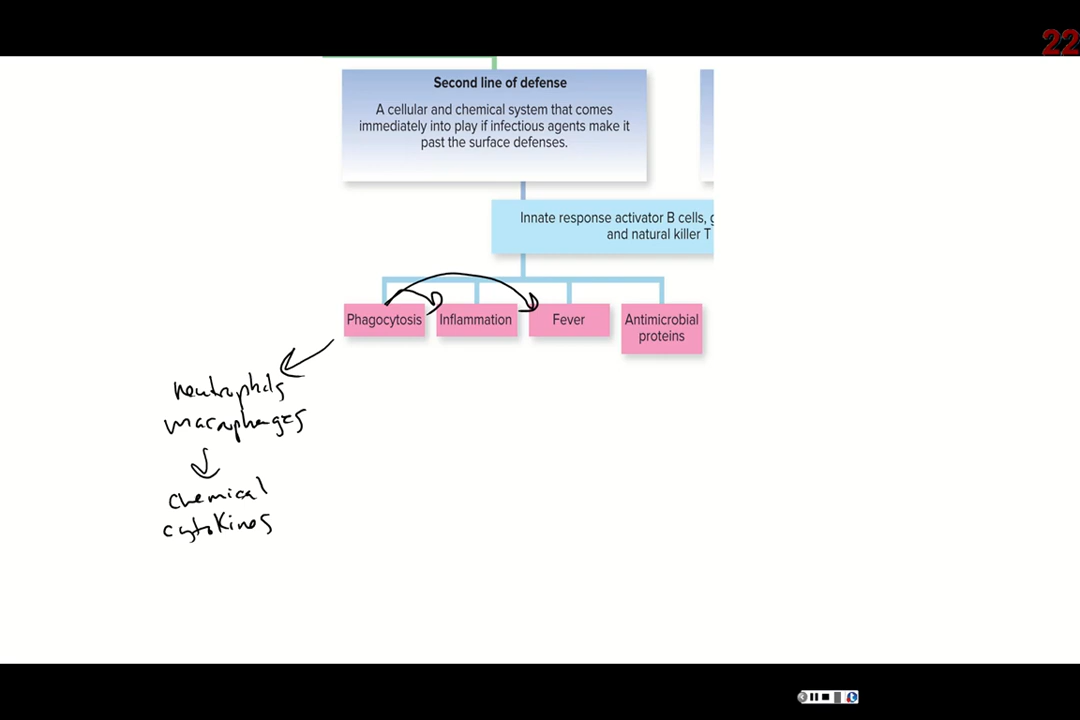 22
Second line of defense
A cellular and chemical system that comes
immediately into play if infectious agents make it
past the surface defenses.
Innate response activator B cells, g
and natural killer T
Phagocytosis
Inflammation
Fever
Antimicrobial
proteins
neutrophils
macrophages
chemical
cytokines